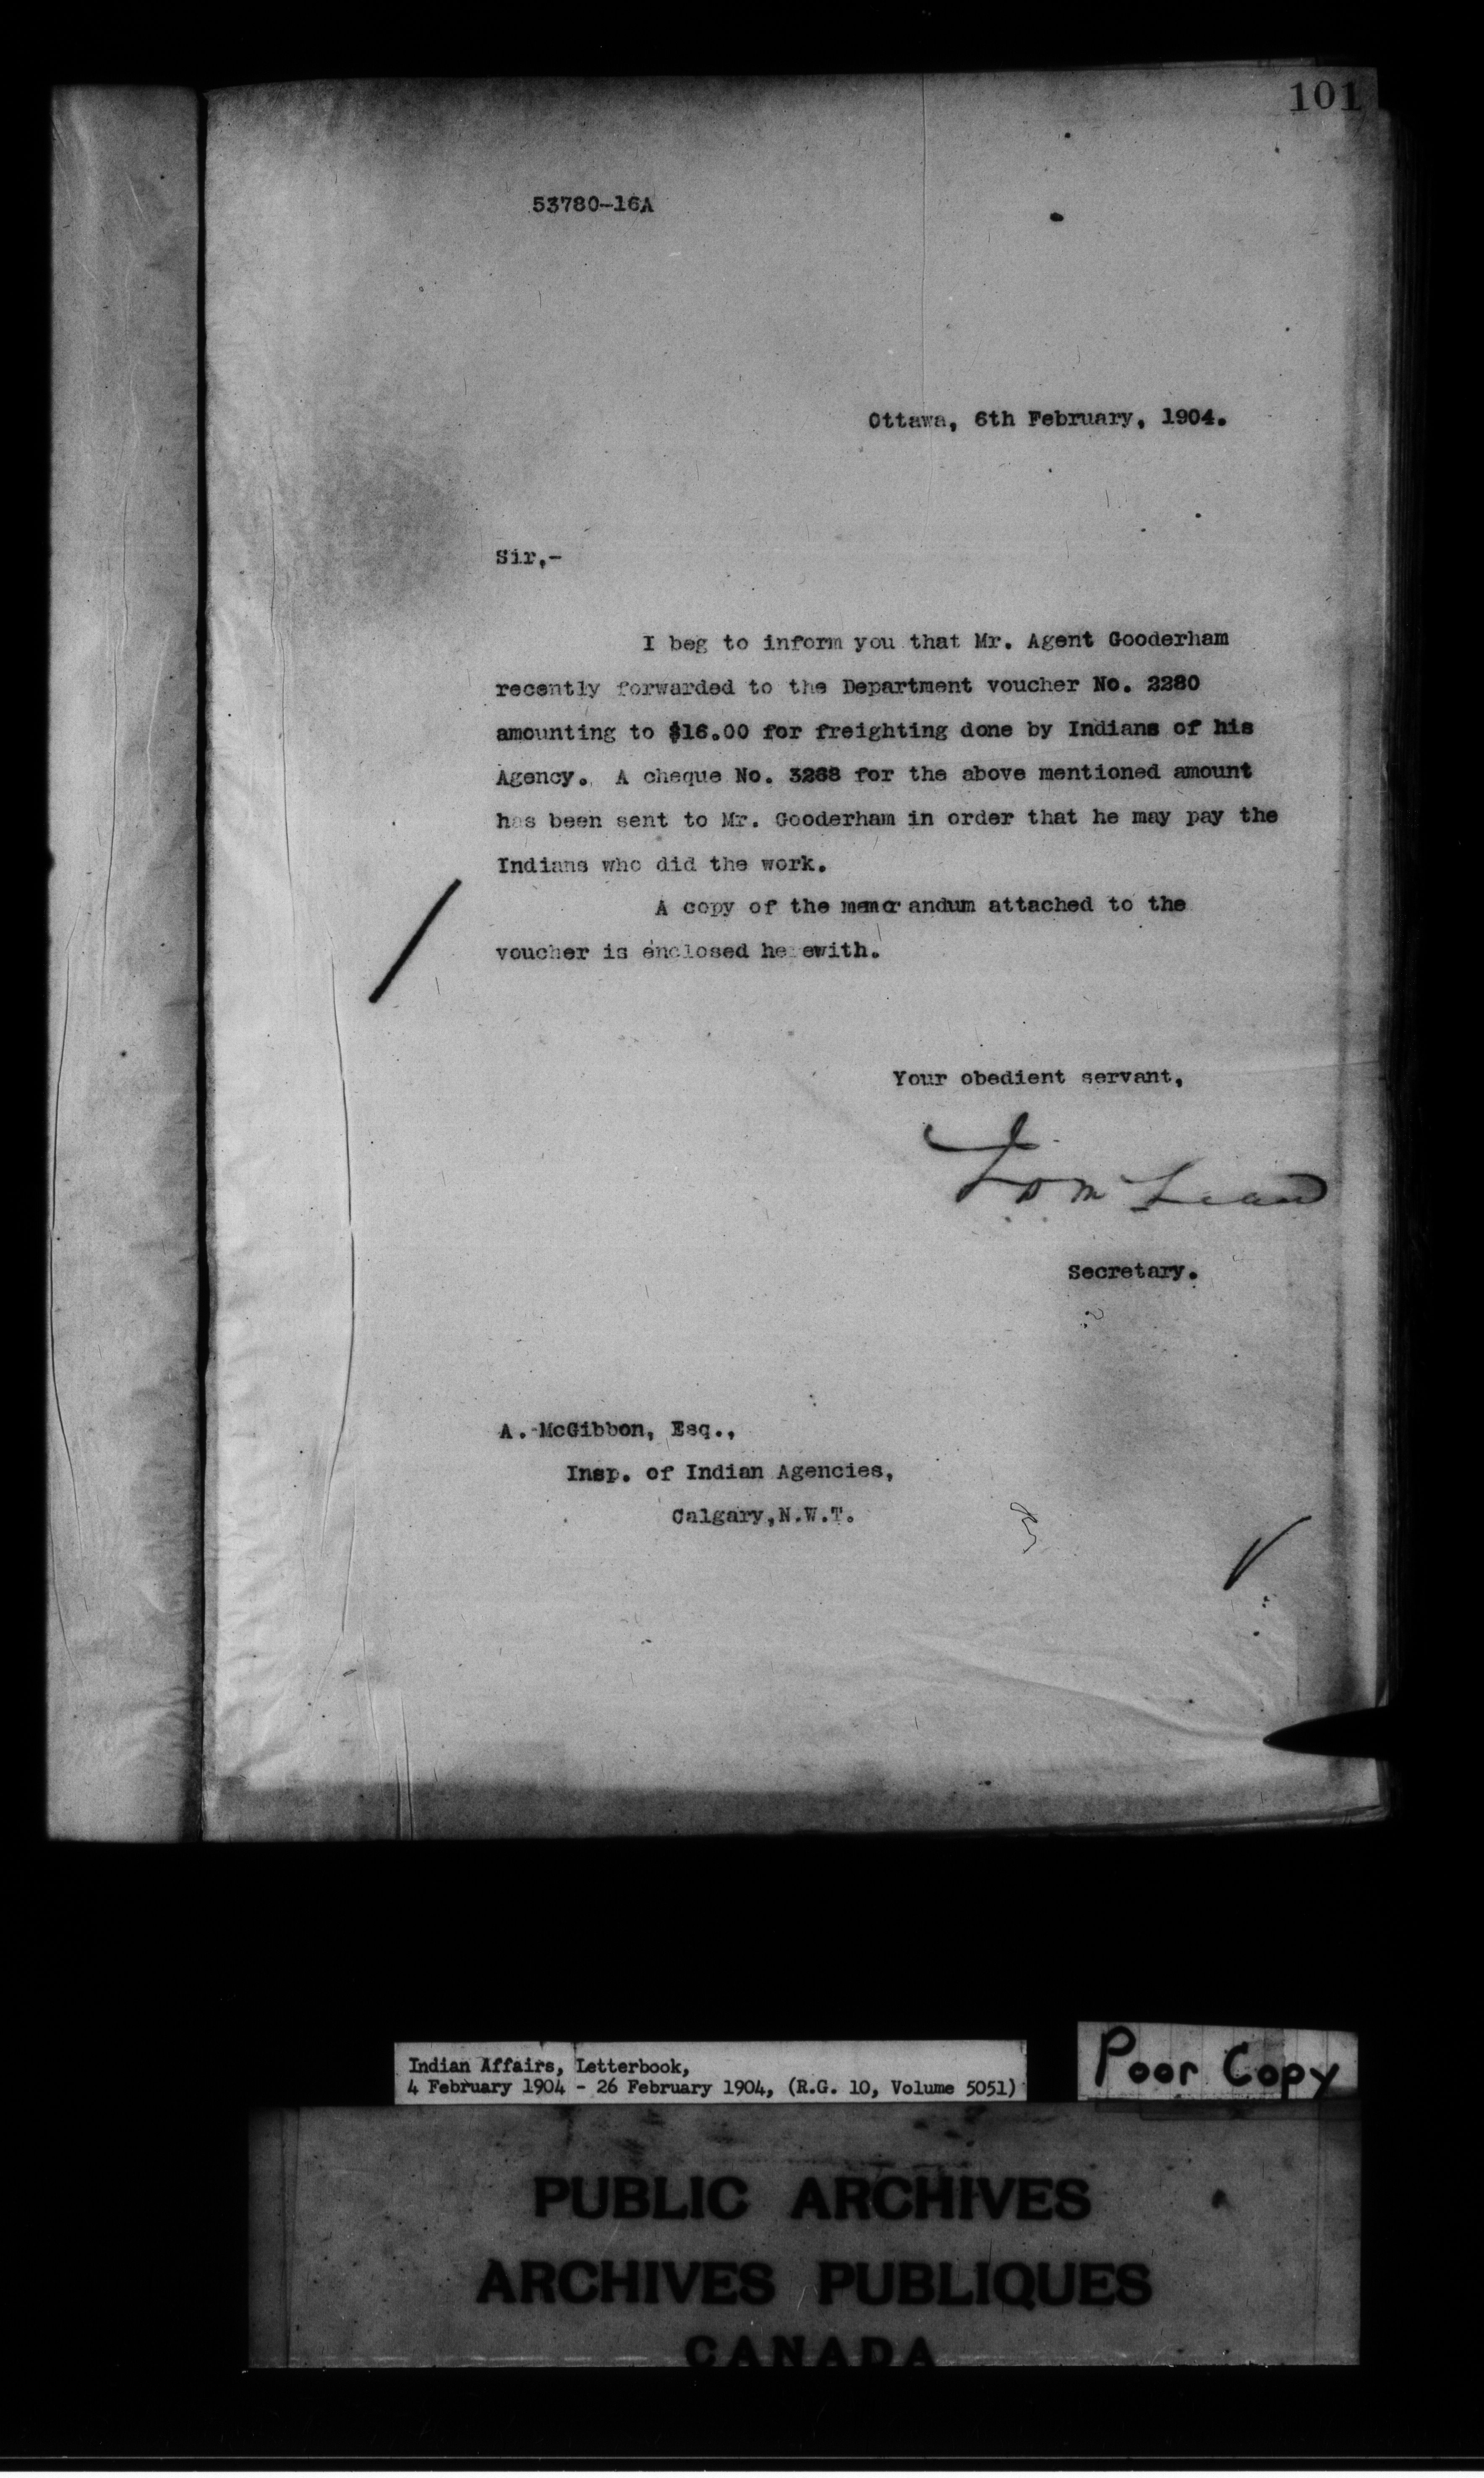 101
53780-16A
Ottawa, 6th February, 1904.
Sir,-
I beg to inform you that Mr. Agent Gooderham
recently forwarded to the Department voucher No. 2280
amounting to $16.00 for freighting done by Indians of his
Agency. A cheque No. 3268 for the above mentioned amount
has been sent to Mr. Gooderham in order that he may pay the
Indians who did the work.
A copy of the memorandum attached to the
voucher is enclosed herewith.
Your obedient servant,
Secretary.
A. McGibbon, Esq.,
Insp. of Indian Agencies,
Calgary, N.W.T.
Indian Affairs, Letterbook,
4 February 1904 - 26 February 1904, (R.G. 10, Volume 5051)
Poor Copy
PUBLIC ARCHIVES
ARCHIVES PUBLIQUES
CANADA